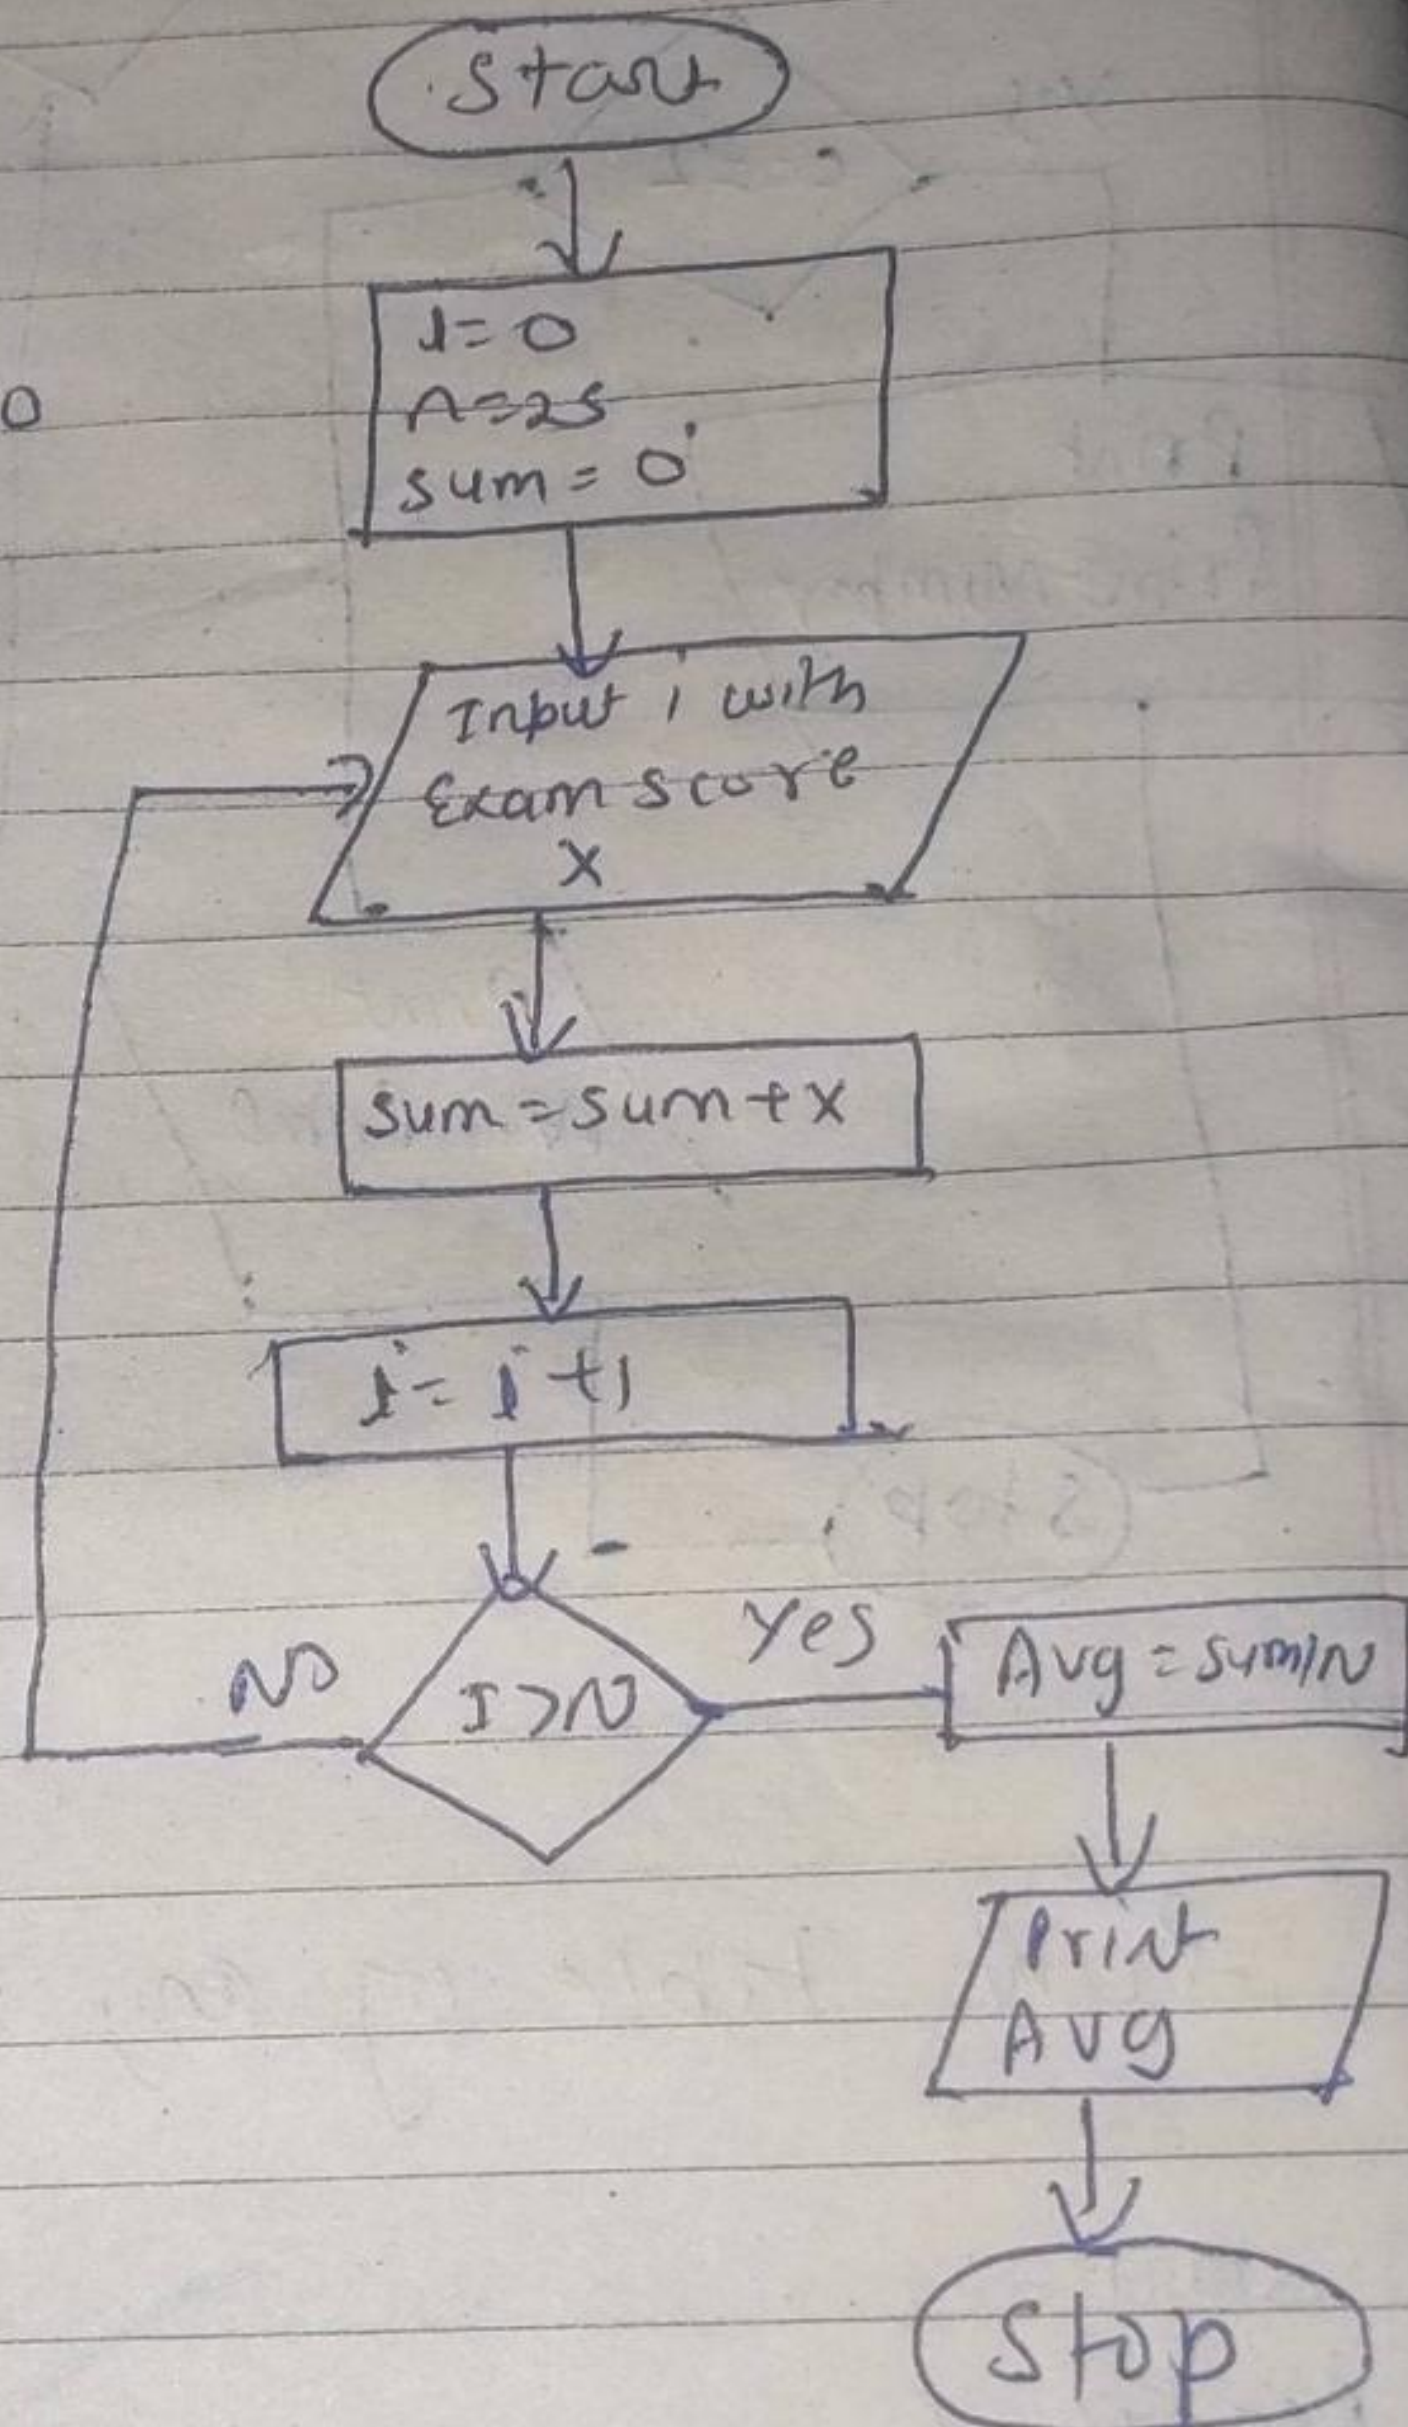 Start
i=0
n=25
sum=0
0
Input i with
Exam score
X
sum=sum+x
i=i+1
I>N
NO
Yes
Avg=sum/N
Print
Avg
Stop